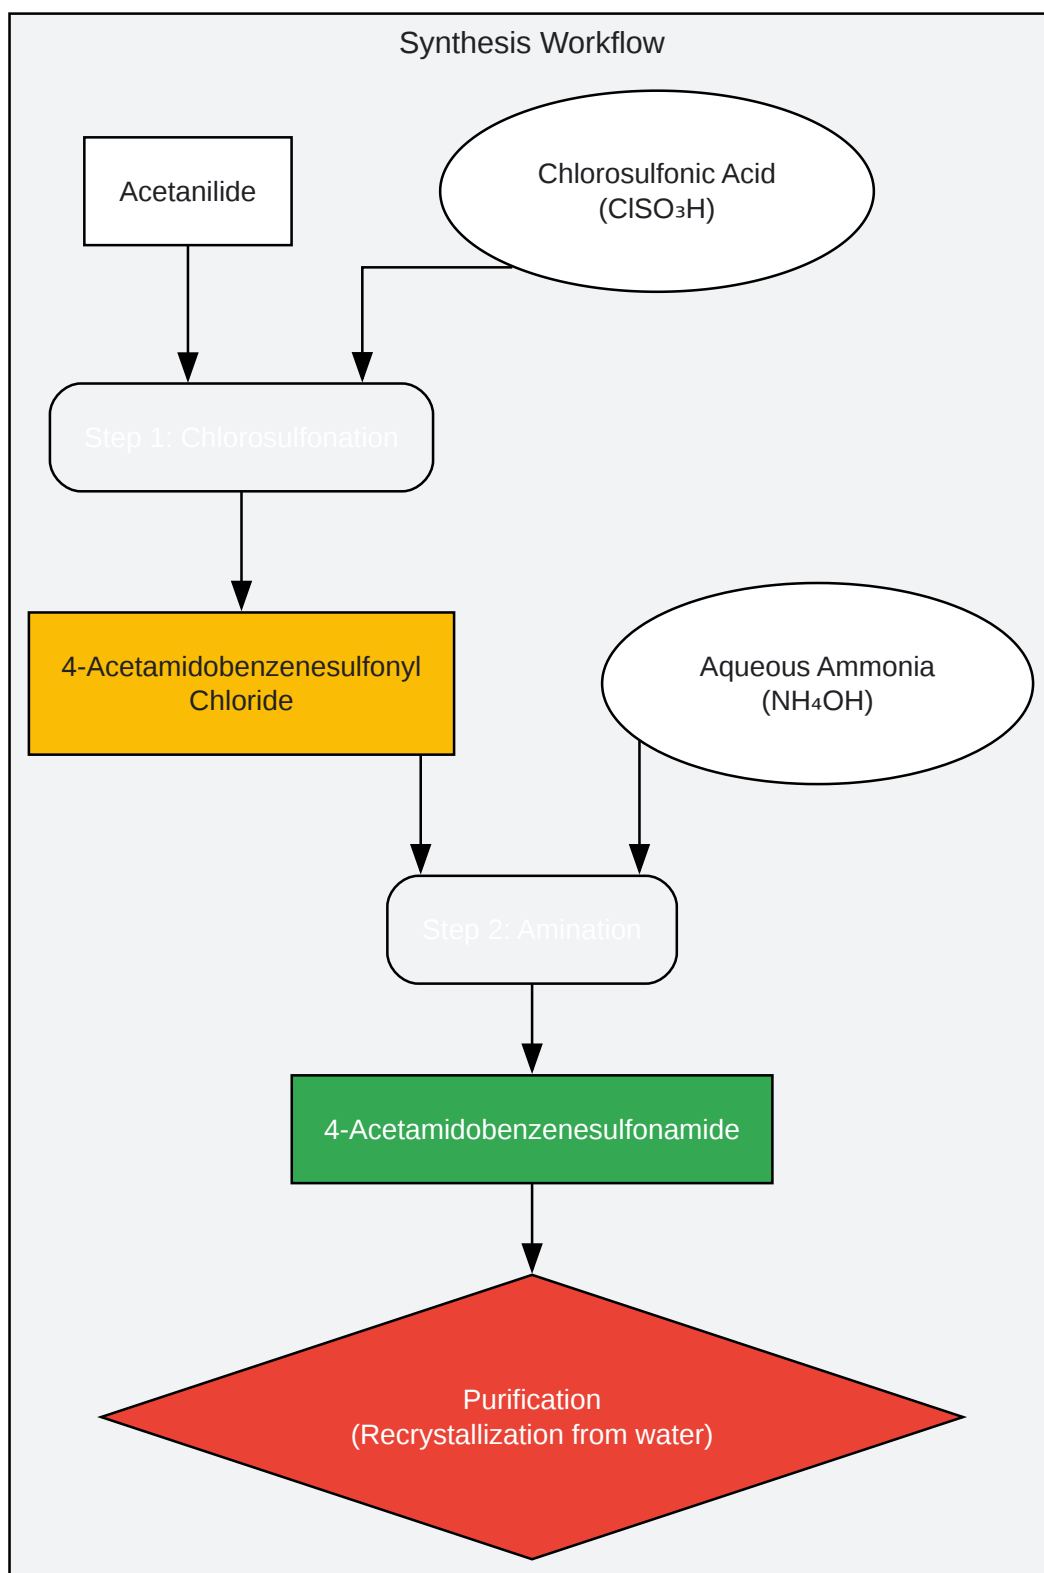 Synthesis Workflow
Acetanilide
Chlorosulfonic Acid
(ClSO₃H)
Step 1: Chlorosulfonation
4-Acetamidobenzenesulfonyl
Chloride
Aqueous Ammonia
(NH₄OH)
Step 2: Amination
4-Acetamidobenzenesulfonamide
Purification
(Recrystallization from water)